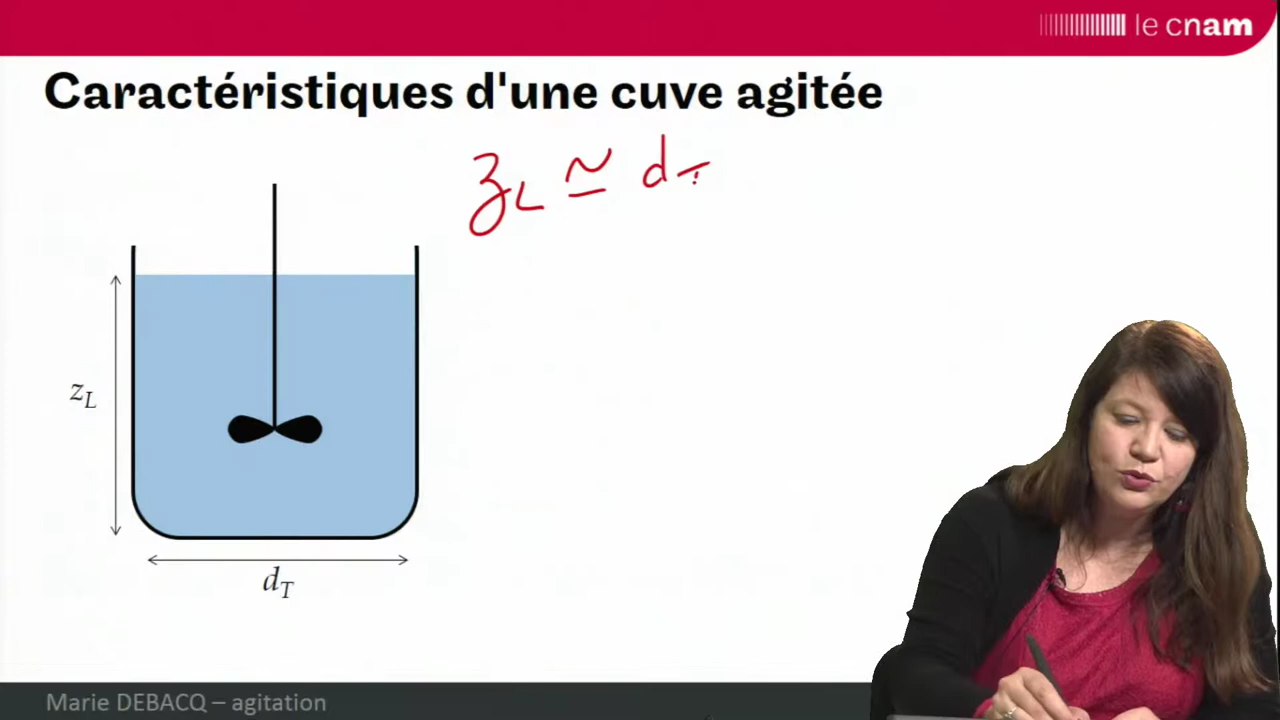 le cnam
Caractéristiques d'une cuve agitée
z_L ≃ d_T
z_L
d_T
Marie DEBACQ – agitation